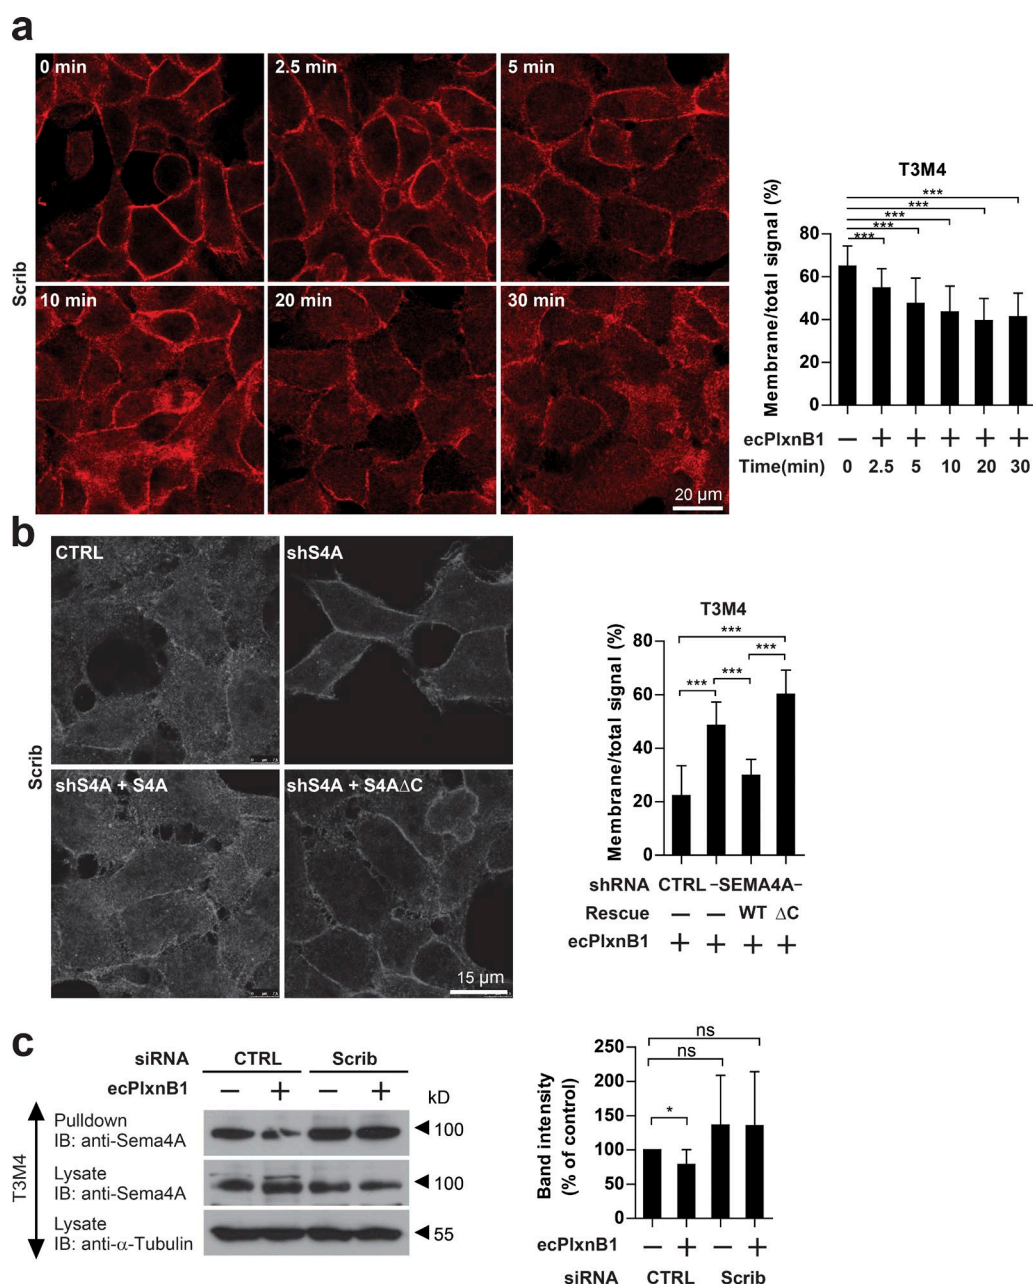 a
Scrib
0 min
2.5 min
5 min
10 min
20 min
30 min
20 µm
T3M4
Membrane/total signal (%)
***
***
***
***
***
80
60
40
20
0
ecPlxnB1 – + + + + +
Time(min) 0 2.5 5 10 20 30
b
Scrib
CTRL
shS4A
shS4A + S4A
shS4A + S4AΔC
15 µm
T3M4
Membrane/total signal (%)
***
***
***
***
80
60
40
20
0
shRNA CTRL –SEMA4A–
Rescue – – WT ΔC
ecPlxnB1 + + + +
c
T3M4
siRNA CTRL Scrib
ecPlxnB1 – + – + kD
Pulldown
IB: anti-Sema4A
100
Lysate
IB: anti-Sema4A
100
Lysate
IB: anti-α-Tubulin
55
Band intensity
(% of control)
ns
ns
*
250
200
150
100
50
0
ecPlxnB1 – + – +
siRNA CTRL Scrib